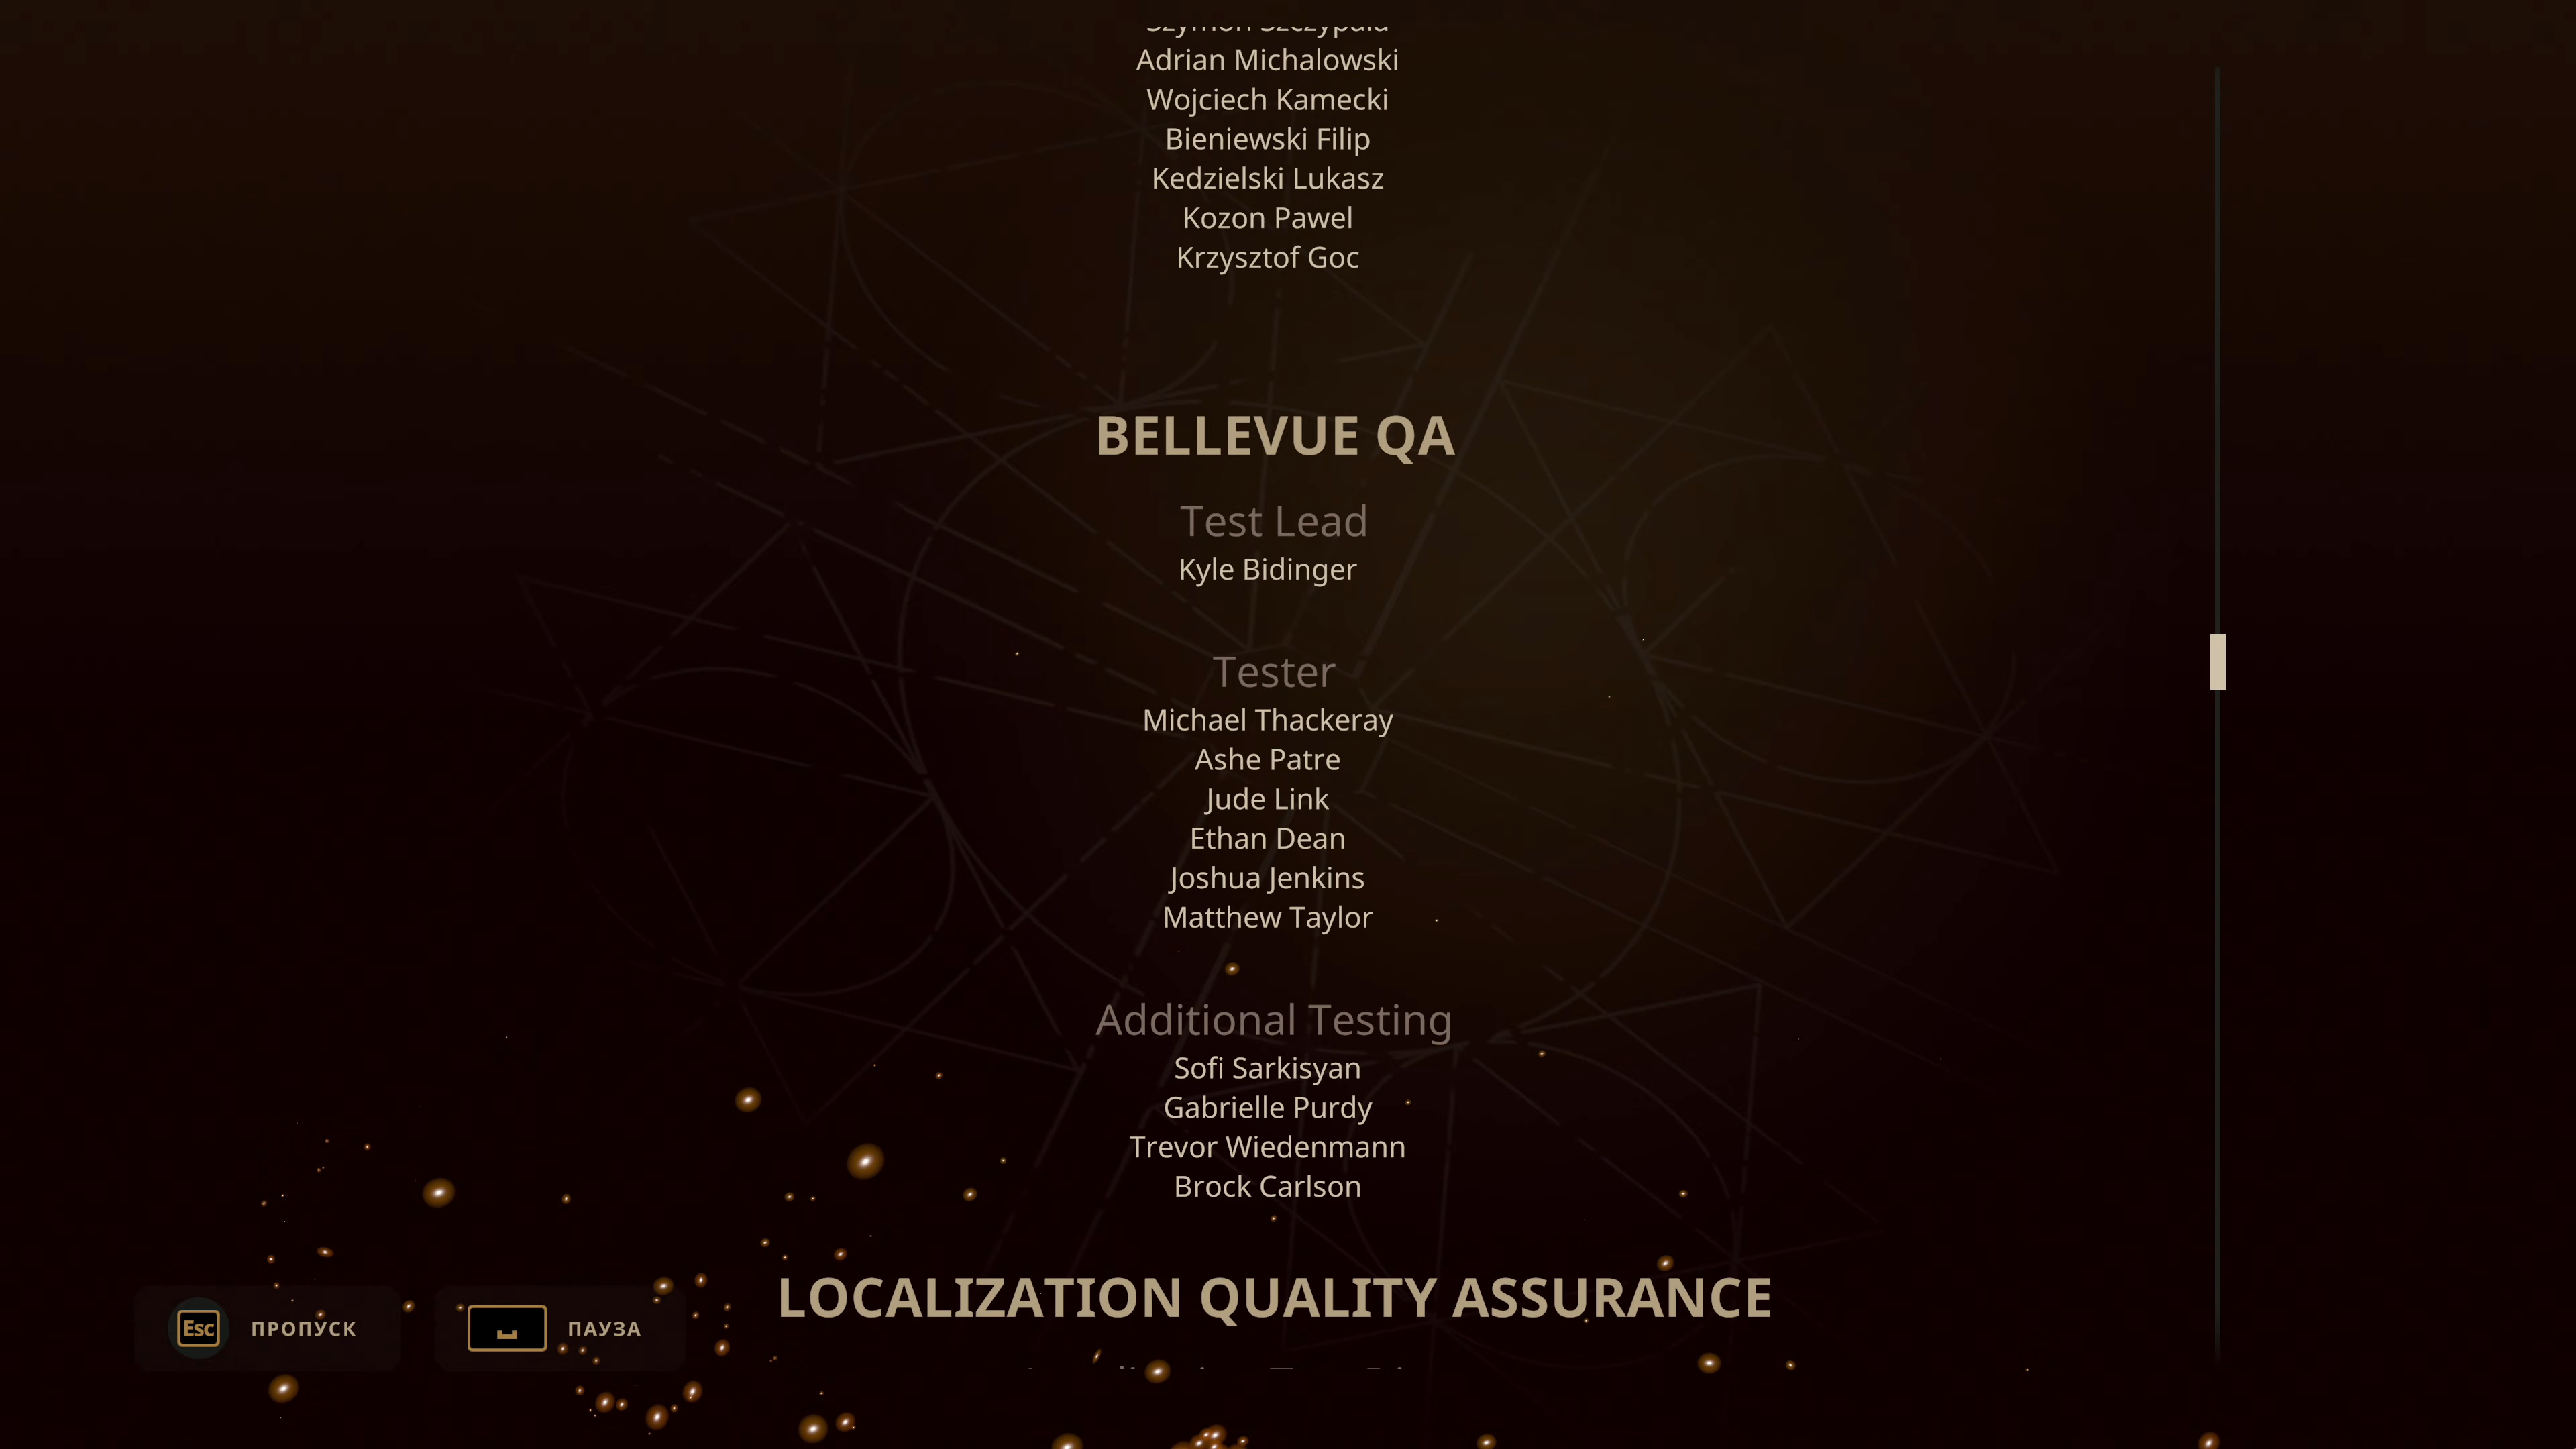 Adrian Michalowski
Wojciech Kamecki
Bieniewski Filip
Kedzielski Lukasz
Kozon Pawel
Krzysztof Goc
BELLEVUE QA
Test Lead
Kyle Bidinger
Tester
Michael Thackeray
Ashe Patre
Jude Link
Ethan Dean
Joshua Jenkins
Matthew Taylor
Additional Testing
Sofi Sarkisyan
Gabrielle Purdy
Trevor Wiedenmann
Brock Carlson
LOCALIZATION QUALITY ASSURANCE
Esc ПРОПУСК
ПАУЗА